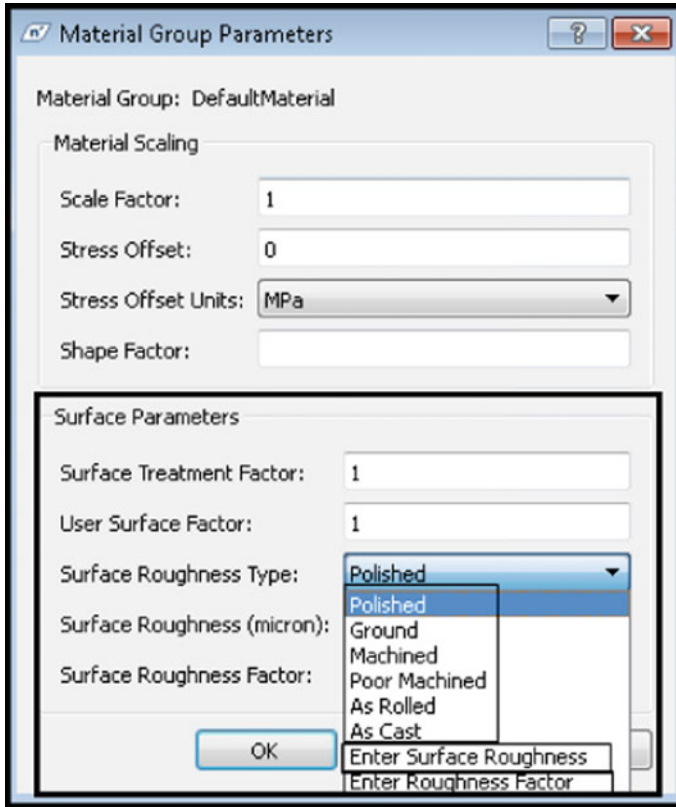 Material Group Parameters
Material Group: DefaultMaterial
Material Scaling
Scale Factor: 1
Stress Offset: 0
Stress Offset Units: MPa
Shape Factor:
Surface Parameters
Surface Treatment Factor: 1
User Surface Factor: 1
Surface Roughness Type: Polished
Polished
Surface Roughness (micron):
Ground
Machined
Surface Roughness Factor:
Poor Machined
As Rolled
As Cast
OK
Enter Surface Roughness
Enter Roughness Factor